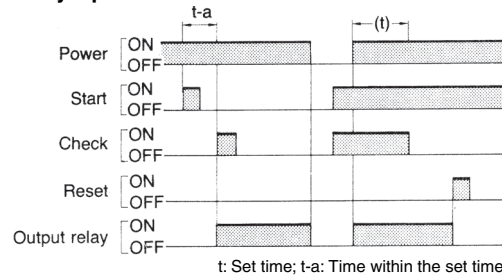 t-a
(t)
Power ON
OFF
Start ON
OFF
Check ON
OFF
Reset ON
OFF
Output relay ON
OFF
t: Set time; t-a: Time within the set time